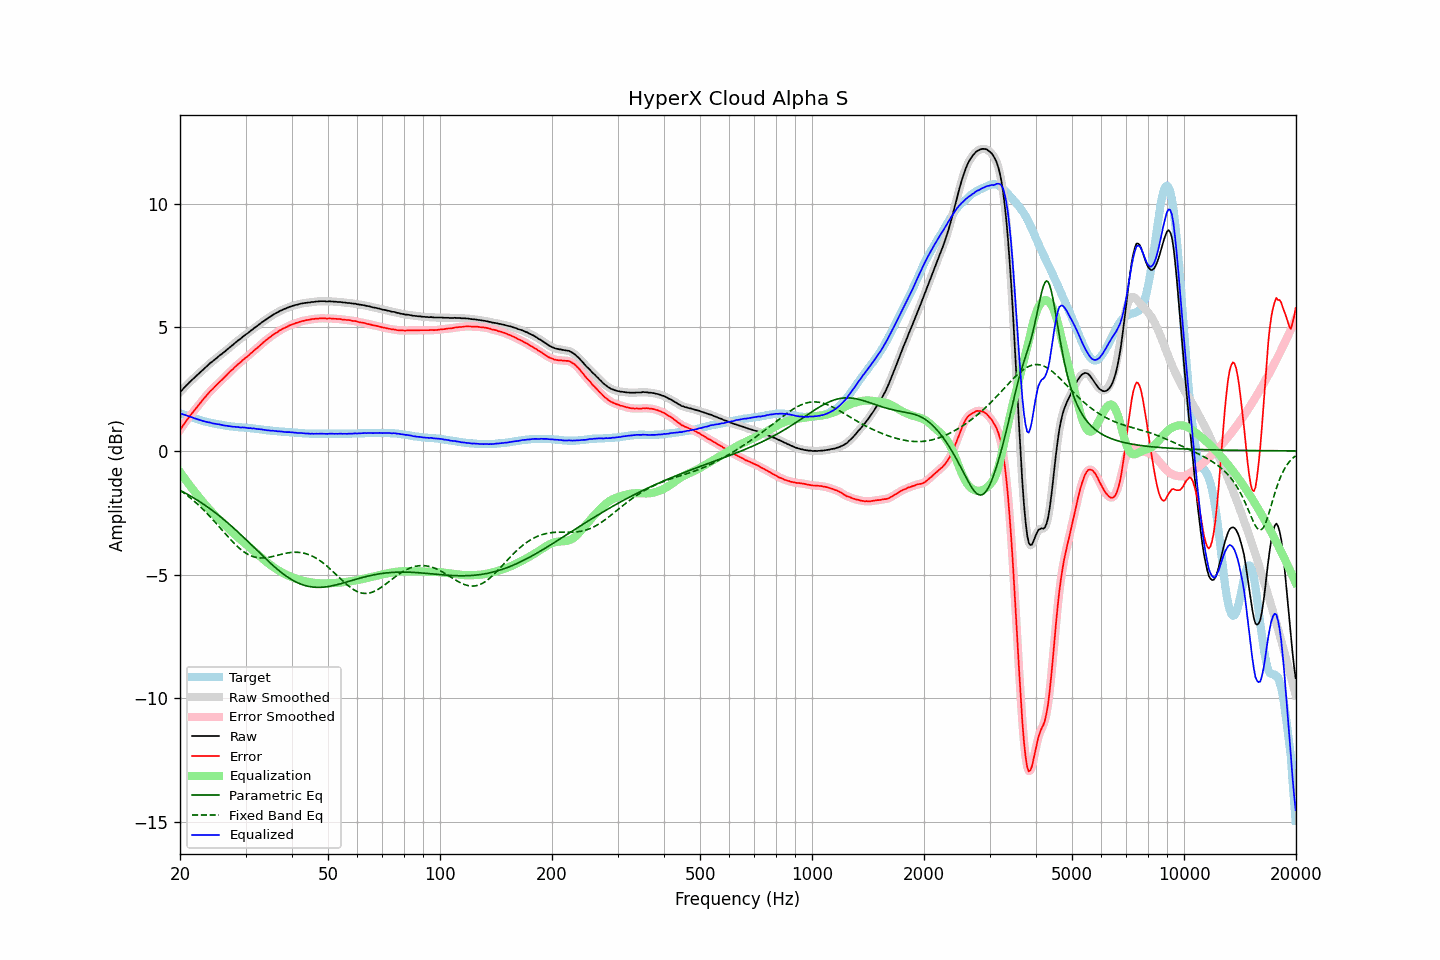 HyperX Cloud Alpha S
Amplitude (dBr)
10
5
0
−5
−10
−15
Target
Raw Smoothed
Error Smoothed
Raw
Error
Equalization
Parametric Eq
Fixed Band Eq
Equalized
20 50 100 200 500 1000 2000 5000 10000 20000
Frequency (Hz)